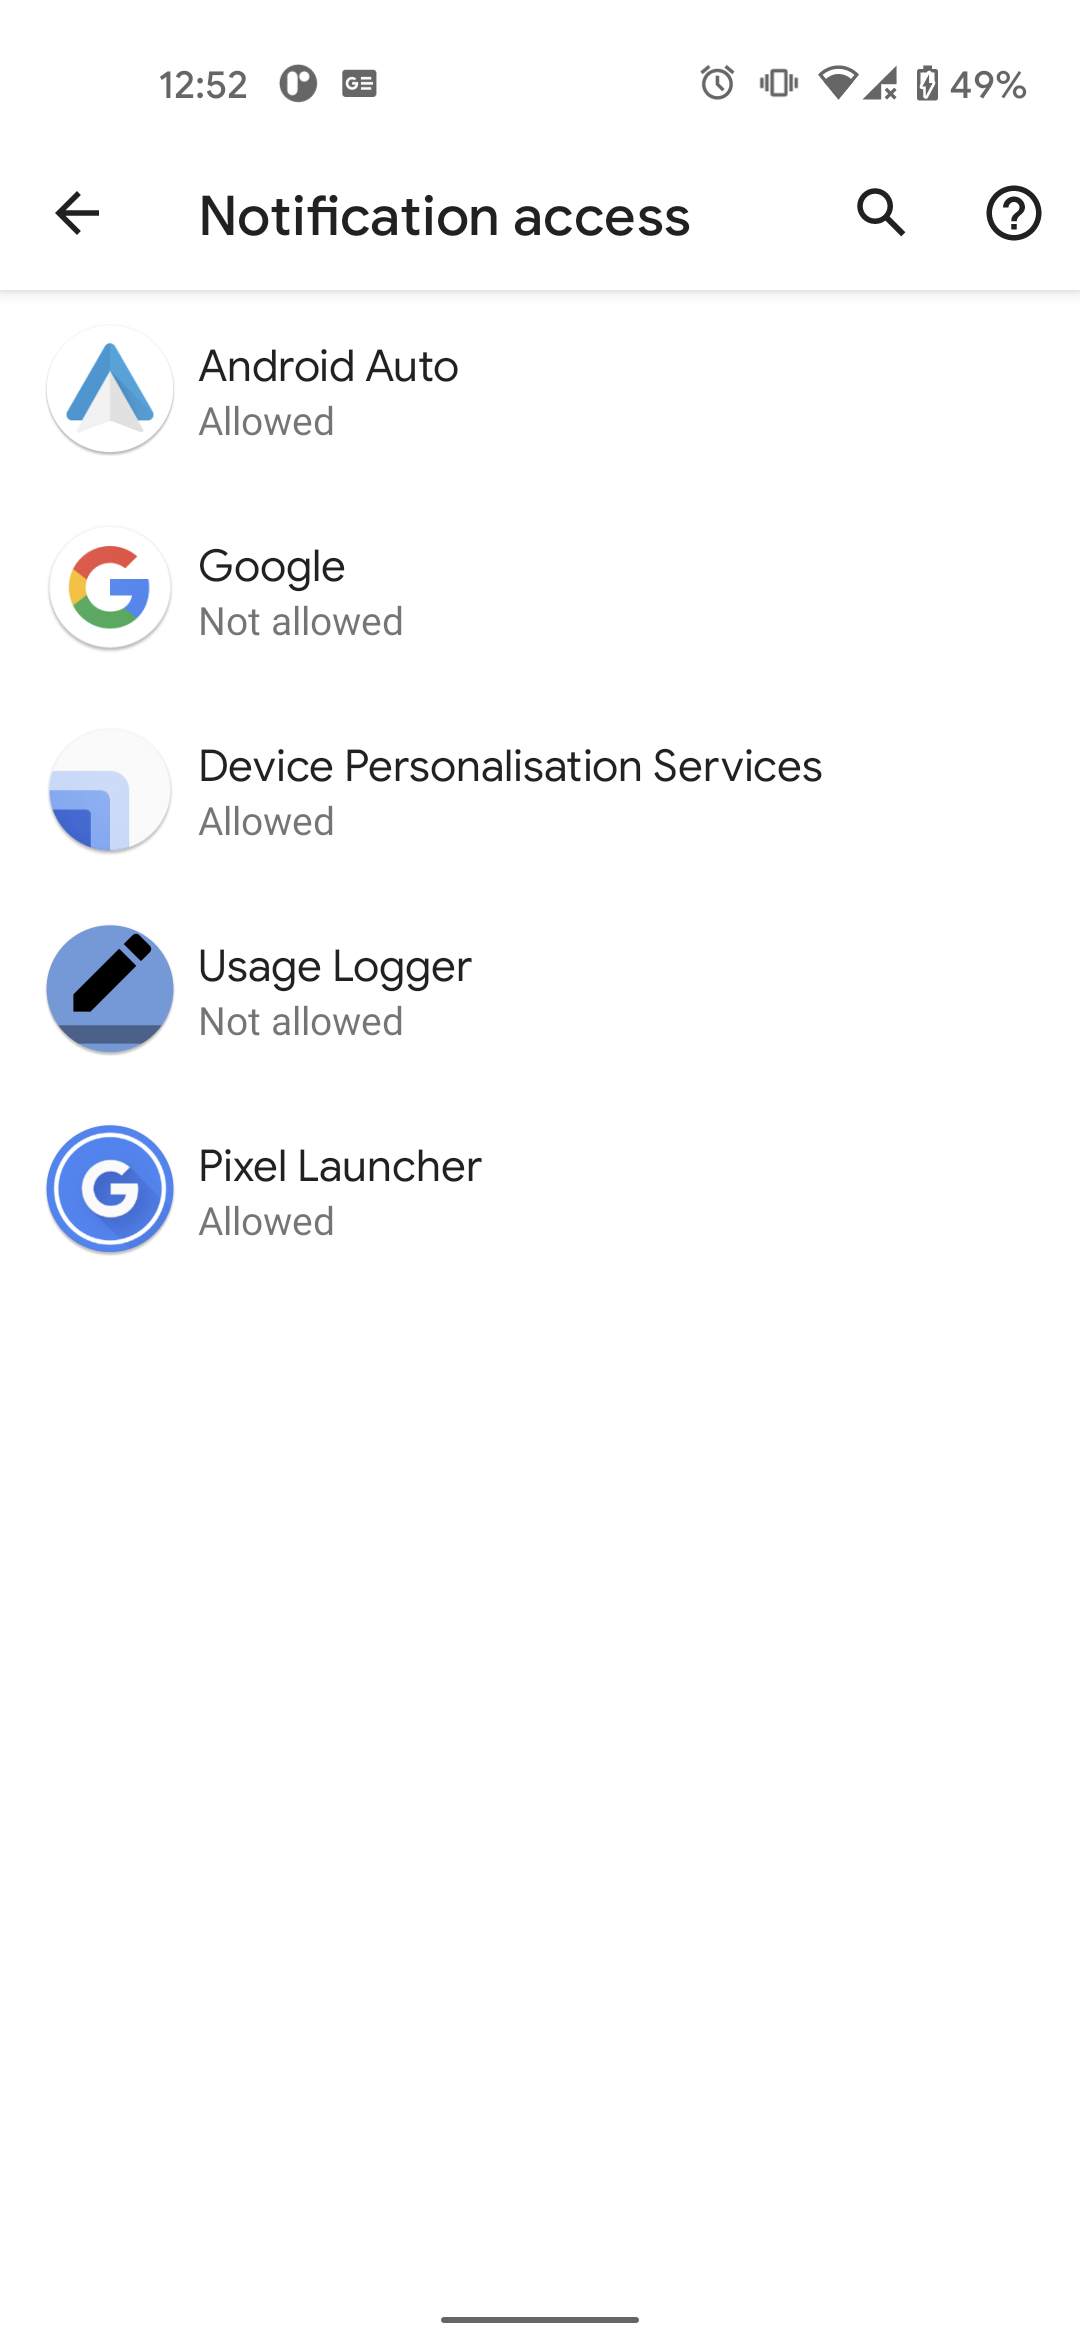 12:52 GE 49%
Notification access
Android Auto
Allowed
Google
Not allowed
Device Personalisation Services
Allowed
Usage Logger
Not allowed
Pixel Launcher
Allowed